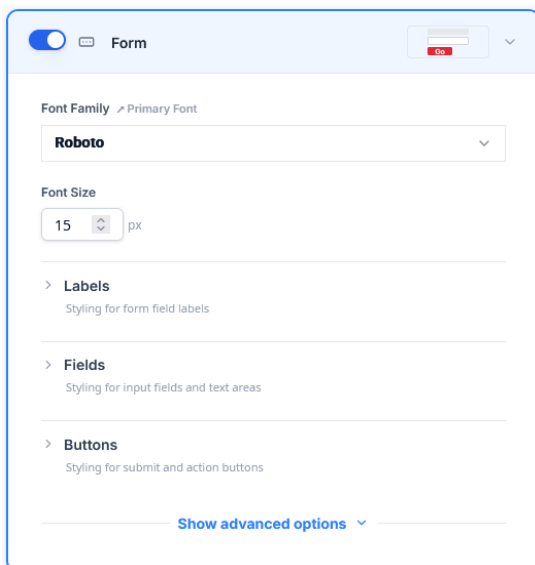 Form
Go
Font Family ↗ Primary Font
Roboto
Font Size
15 px
Labels
Styling for form field labels
Fields
Styling for input fields and text areas
Buttons
Styling for submit and action buttons
Show advanced options